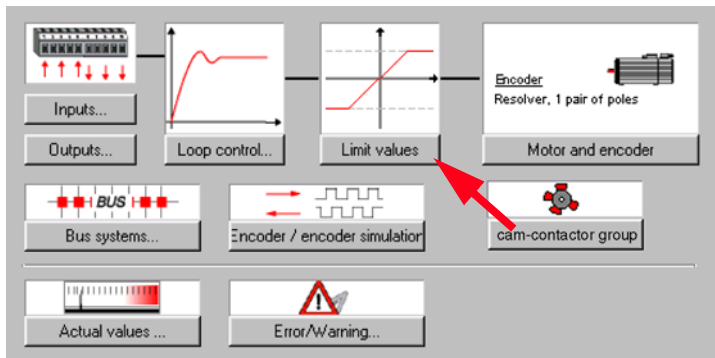 Encoder
Resolver, 1 pair of poles
Inputs...
Outputs...
Loop control...
Limit values
Motor and encoder
BUS
Bus systems...
Encoder / encoder simulation
cam-contactor group
Actual values ...
Error/Warning...